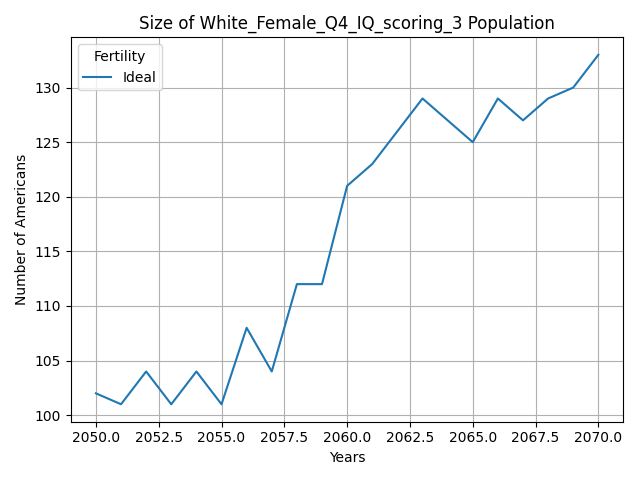 Size of White_Female_Q4_IQ_scoring_3 Population
Fertility
Ideal
Number of Americans
130
125
120
115
110
105
100
2050.0 2052.5 2055.0 2057.5 2060.0 2062.5 2065.0 2067.5 2070.0
Years